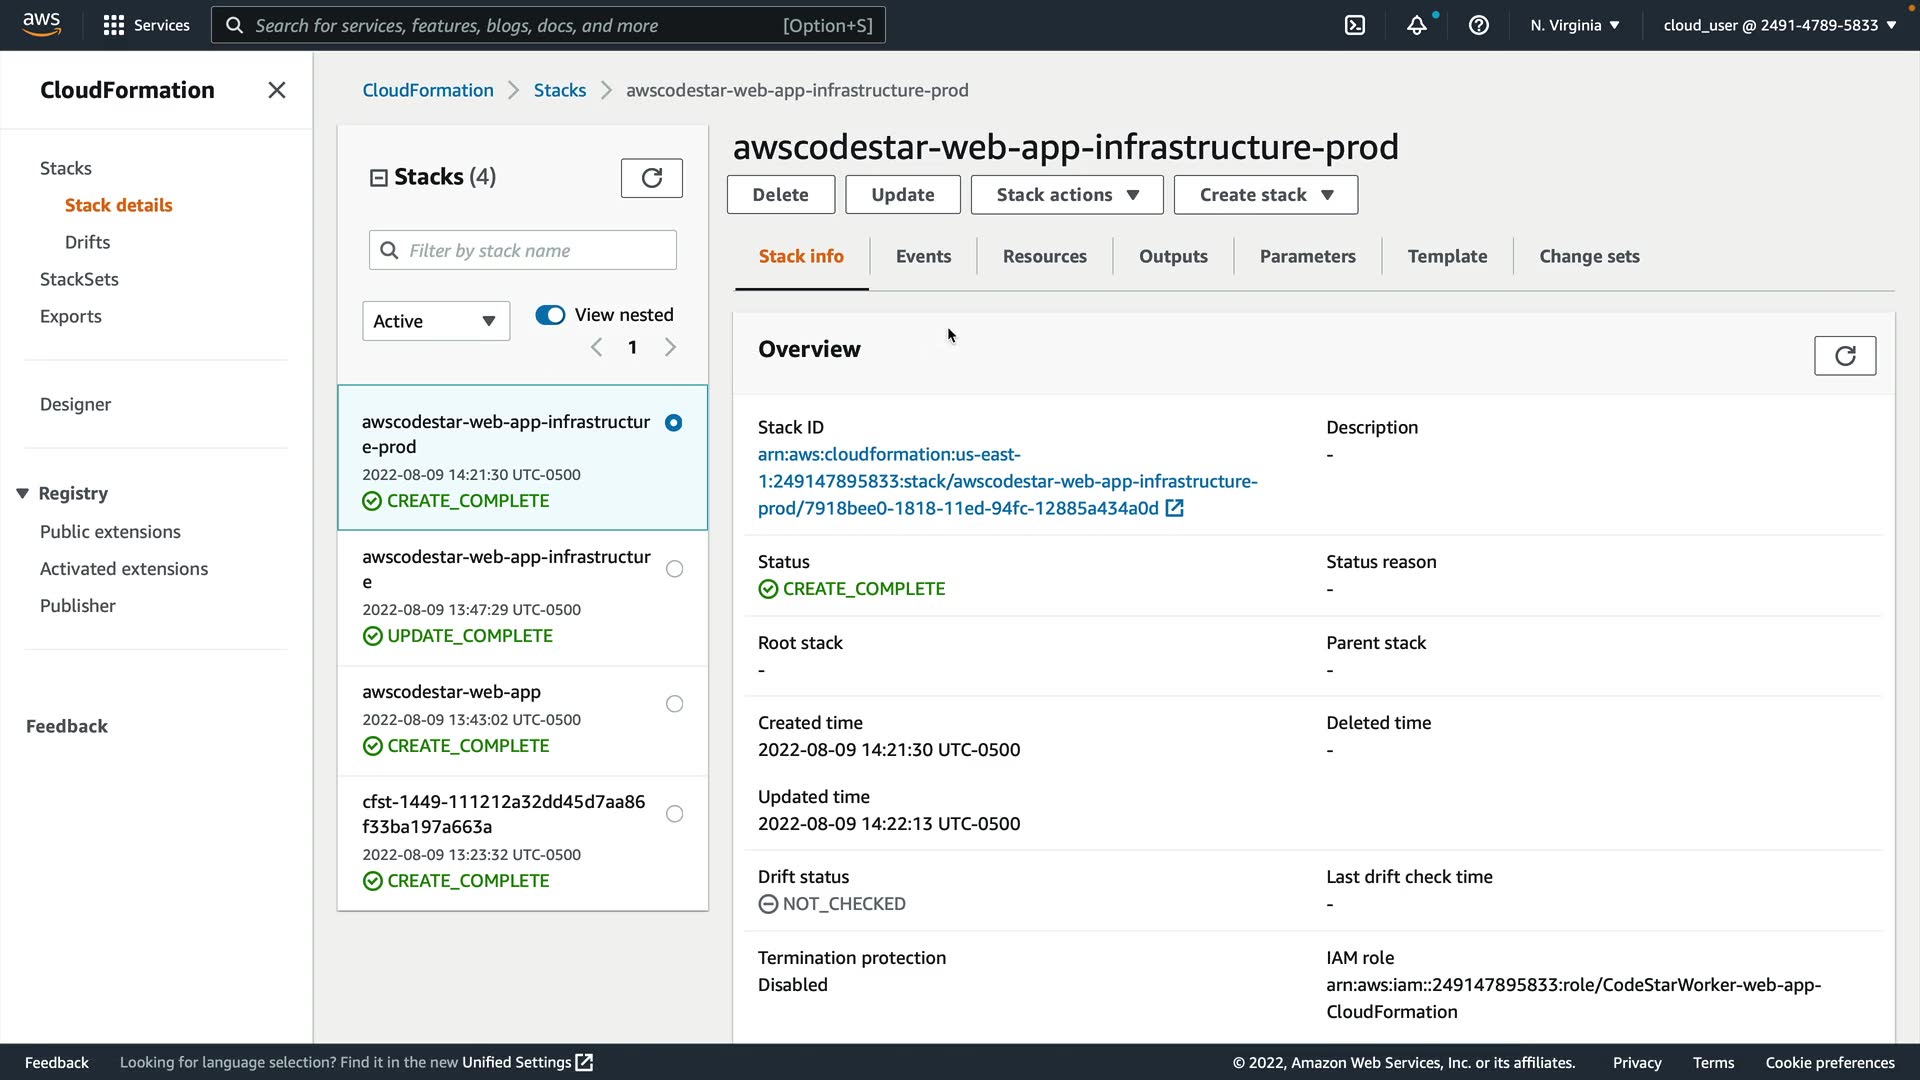 aws
Services
Search for services, features, blogs, docs, and more
[Option+S]
N. Virginia
cloud_user @ 2491-4789-5833
CloudFormation
Stacks
Stack details
Drifts
StackSets
Exports
Designer
Registry
Public extensions
Activated extensions
Publisher
Feedback
CloudFormation
Stacks
awscodestar-web-app-infrastructure-prod
Stacks (4)
Filter by stack name
Active
View nested
1
awscodestar-web-app-infrastructur
e-prod
2022-08-09 14:21:30 UTC-0500
CREATE_COMPLETE
awscodestar-web-app-infrastructur
e
2022-08-09 13:47:29 UTC-0500
UPDATE_COMPLETE
awscodestar-web-app
2022-08-09 13:43:02 UTC-0500
CREATE_COMPLETE
cfst-1449-111212a32dd45d7aa86
f33ba197a663a
2022-08-09 13:23:32 UTC-0500
CREATE_COMPLETE
awscodestar-web-app-infrastructure-prod
Delete
Update
Stack actions
Create stack
Stack info
Events
Resources
Outputs
Parameters
Template
Change sets
Overview
Stack ID
arn:aws:cloudformation:us-east-
1:249147895833:stack/awscodestar-web-app-infrastructure-
prod/7918bee0-1818-11ed-94fc-12885a434a0d
Description
-
Status
CREATE_COMPLETE
Status reason
-
Root stack
-
Parent stack
-
Created time
2022-08-09 14:21:30 UTC-0500
Deleted time
-
Updated time
2022-08-09 14:22:13 UTC-0500
Drift status
NOT_CHECKED
Last drift check time
-
Termination protection
Disabled
IAM role
arn:aws:iam::249147895833:role/CodeStarWorker-web-app-
CloudFormation
Feedback
Looking for language selection? Find it in the new Unified Settings
© 2022, Amazon Web Services, Inc. or its affiliates.
Privacy
Terms
Cookie preferences